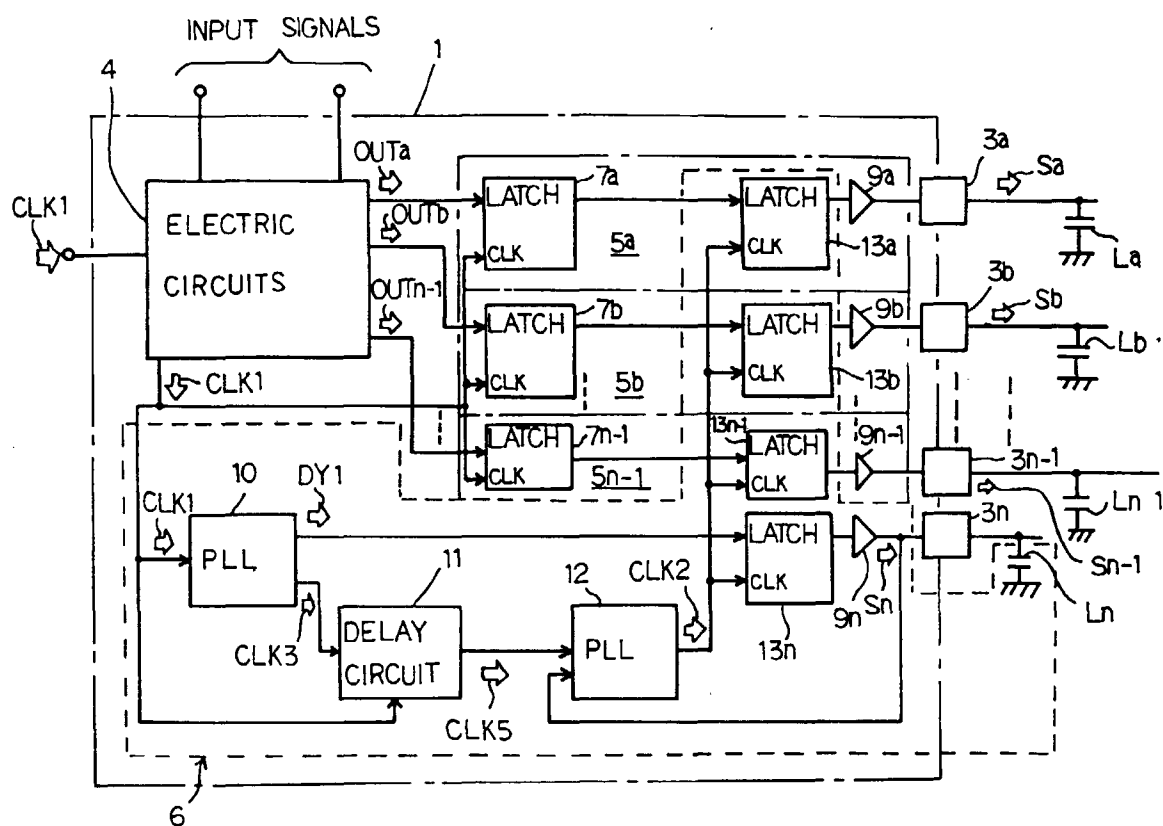 INPUT SIGNALS
4
1
CLK1
ELECTRIC
CIRCUITS
OUTa
OUTb
OUTn-1
CLK1
LATCH
CLK
7a
5a
LATCH
CLK
13a
9a
3a
Sa
La
LATCH
CLK
7b
5b
LATCH
CLK
13b
9b
3b
Sb
Lb 1
LATCH
CLK
7n-1
5n-1
13n-1
LATCH
CLK
9n-1
3n-1
Sn-1
Ln 1
CLK1
10
PLL
DY1
CLK3
11
DELAY
CIRCUIT
CLK5
12
PLL
CLK2
LATCH
CLK
13n
9n
Sn
3n
Ln
6